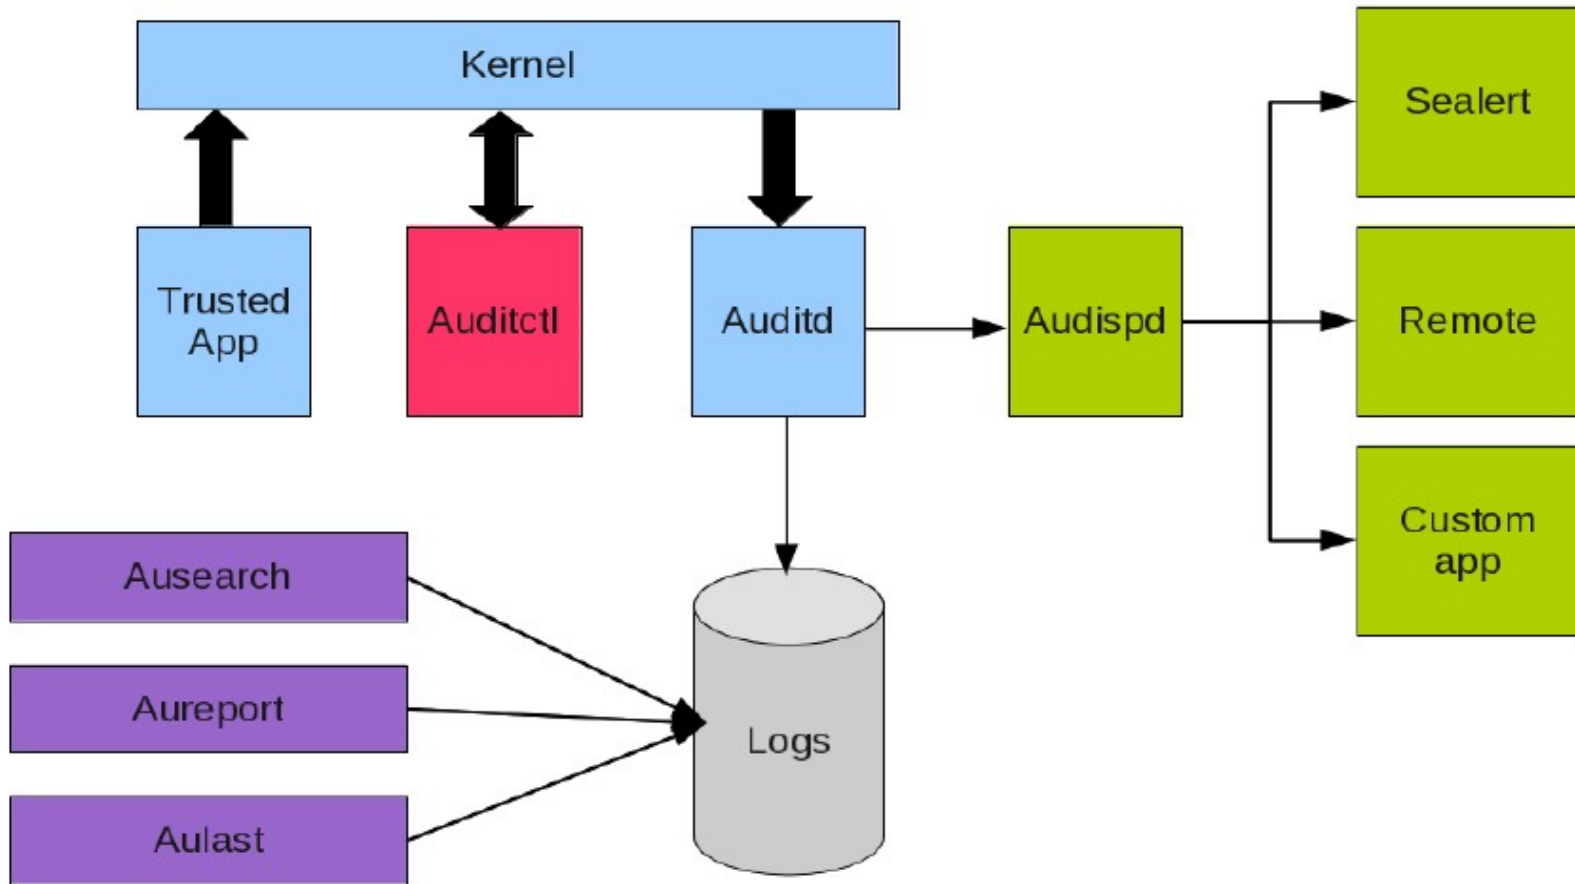 Kernel
Sealert
Trusted
App
Auditctl
Auditd
Audispd
Remote
Custom
app
Ausearch
Aureport
Logs
Aulast